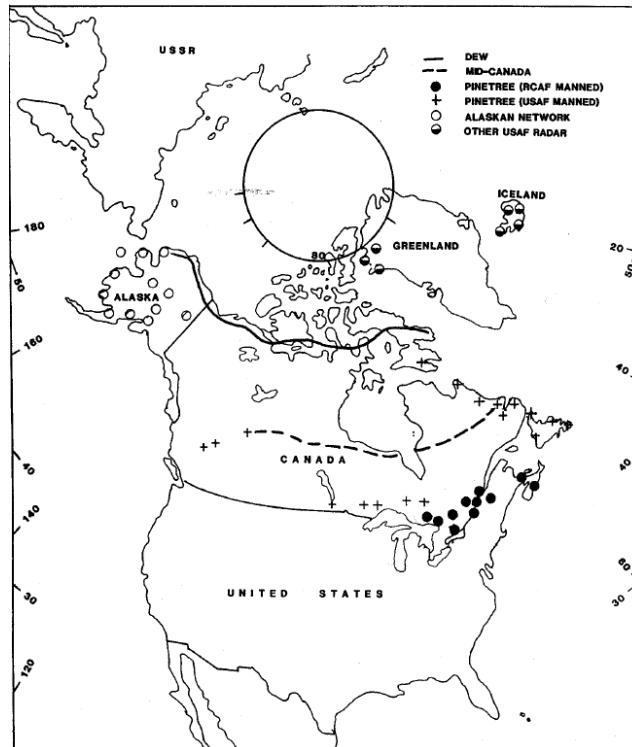 USSR
DEW
MID-CANADA
PINETREE (RCAF MANNED)
PINETREE (USAF MANNED)
ALASKAN NETWORK
OTHER USAF RADAR
ICELAND
180
GREENLAND
20
80
50
ALASKA
160
40
CANADA
40
140
60
UNITED STATES
30
30
120